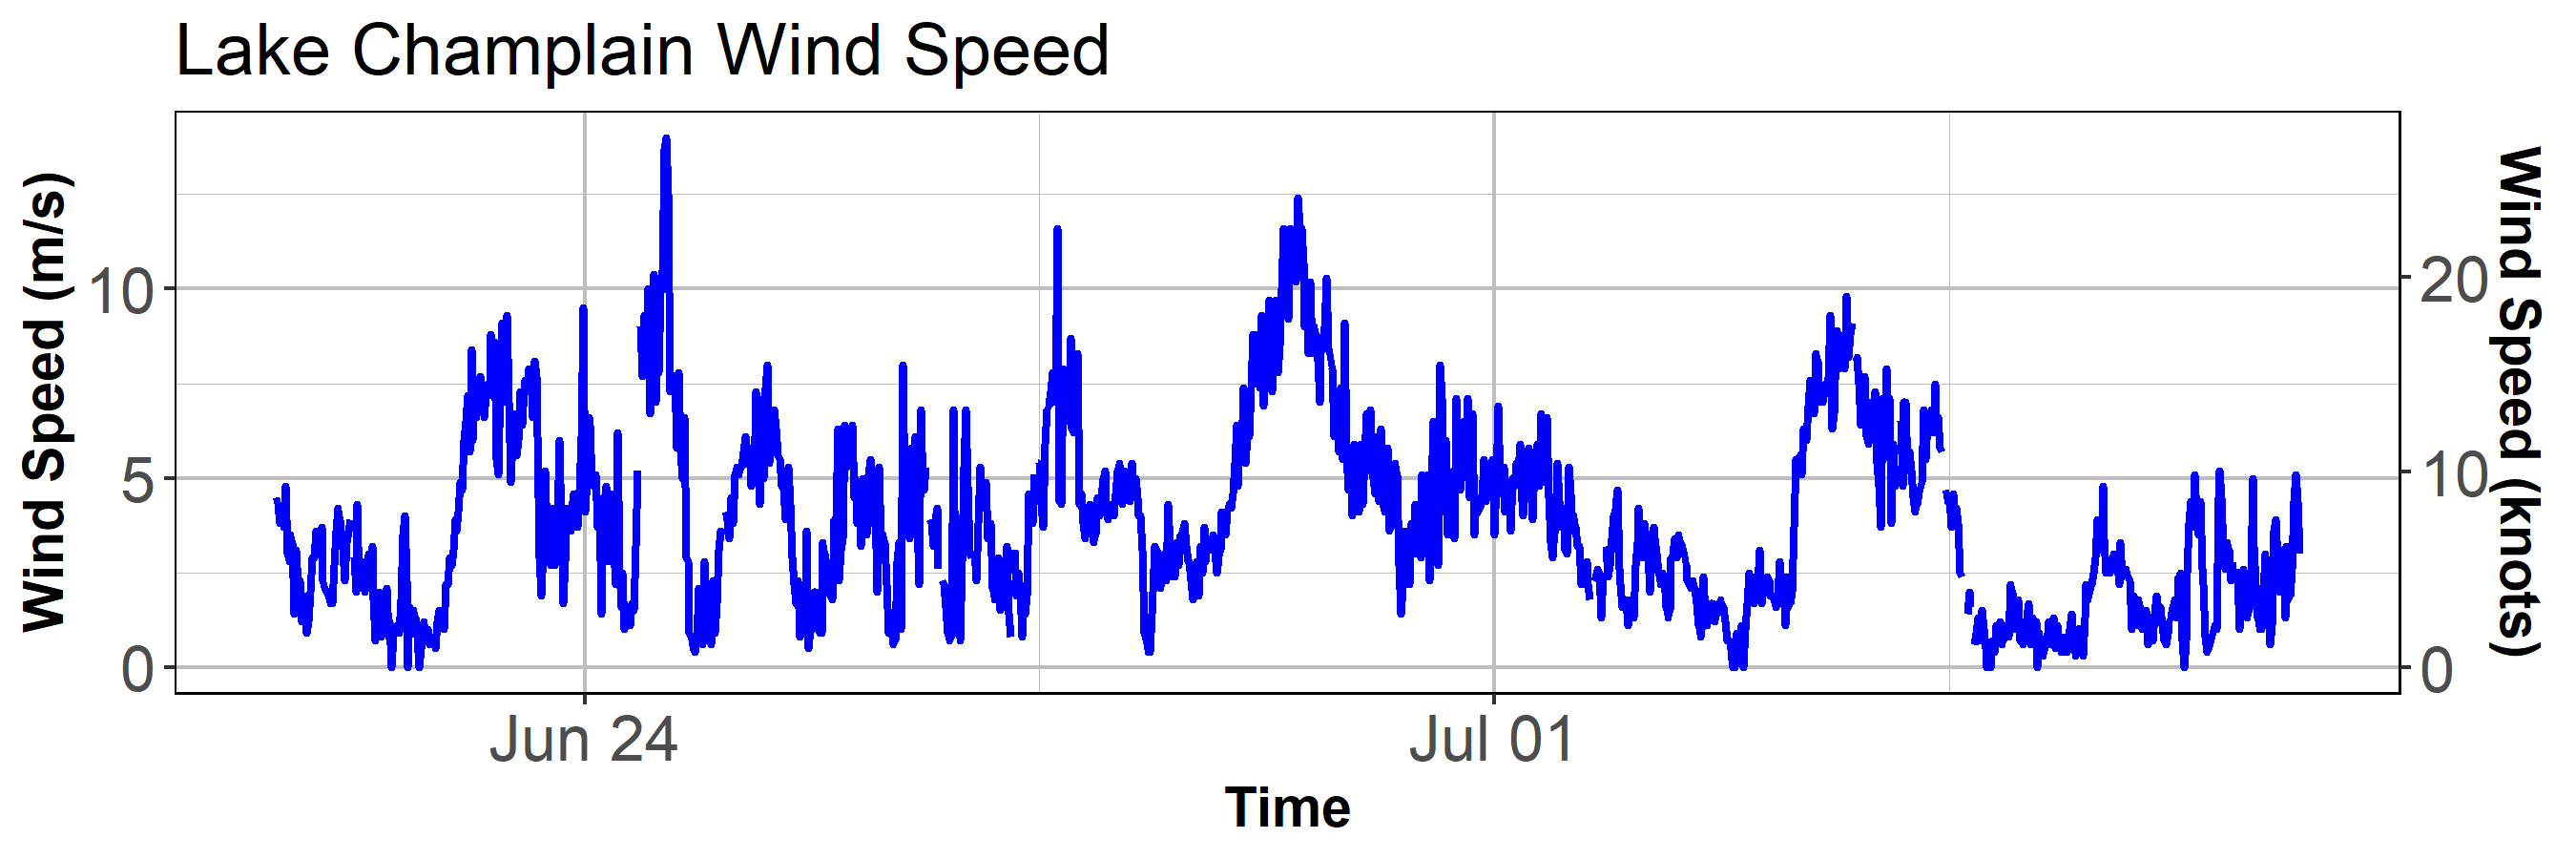 Lake Champlain Wind Speed
Wind Speed (m/s)
10
5
0
20
10
0
Wind Speed (knots)
Jun 24
Jul 01
Time